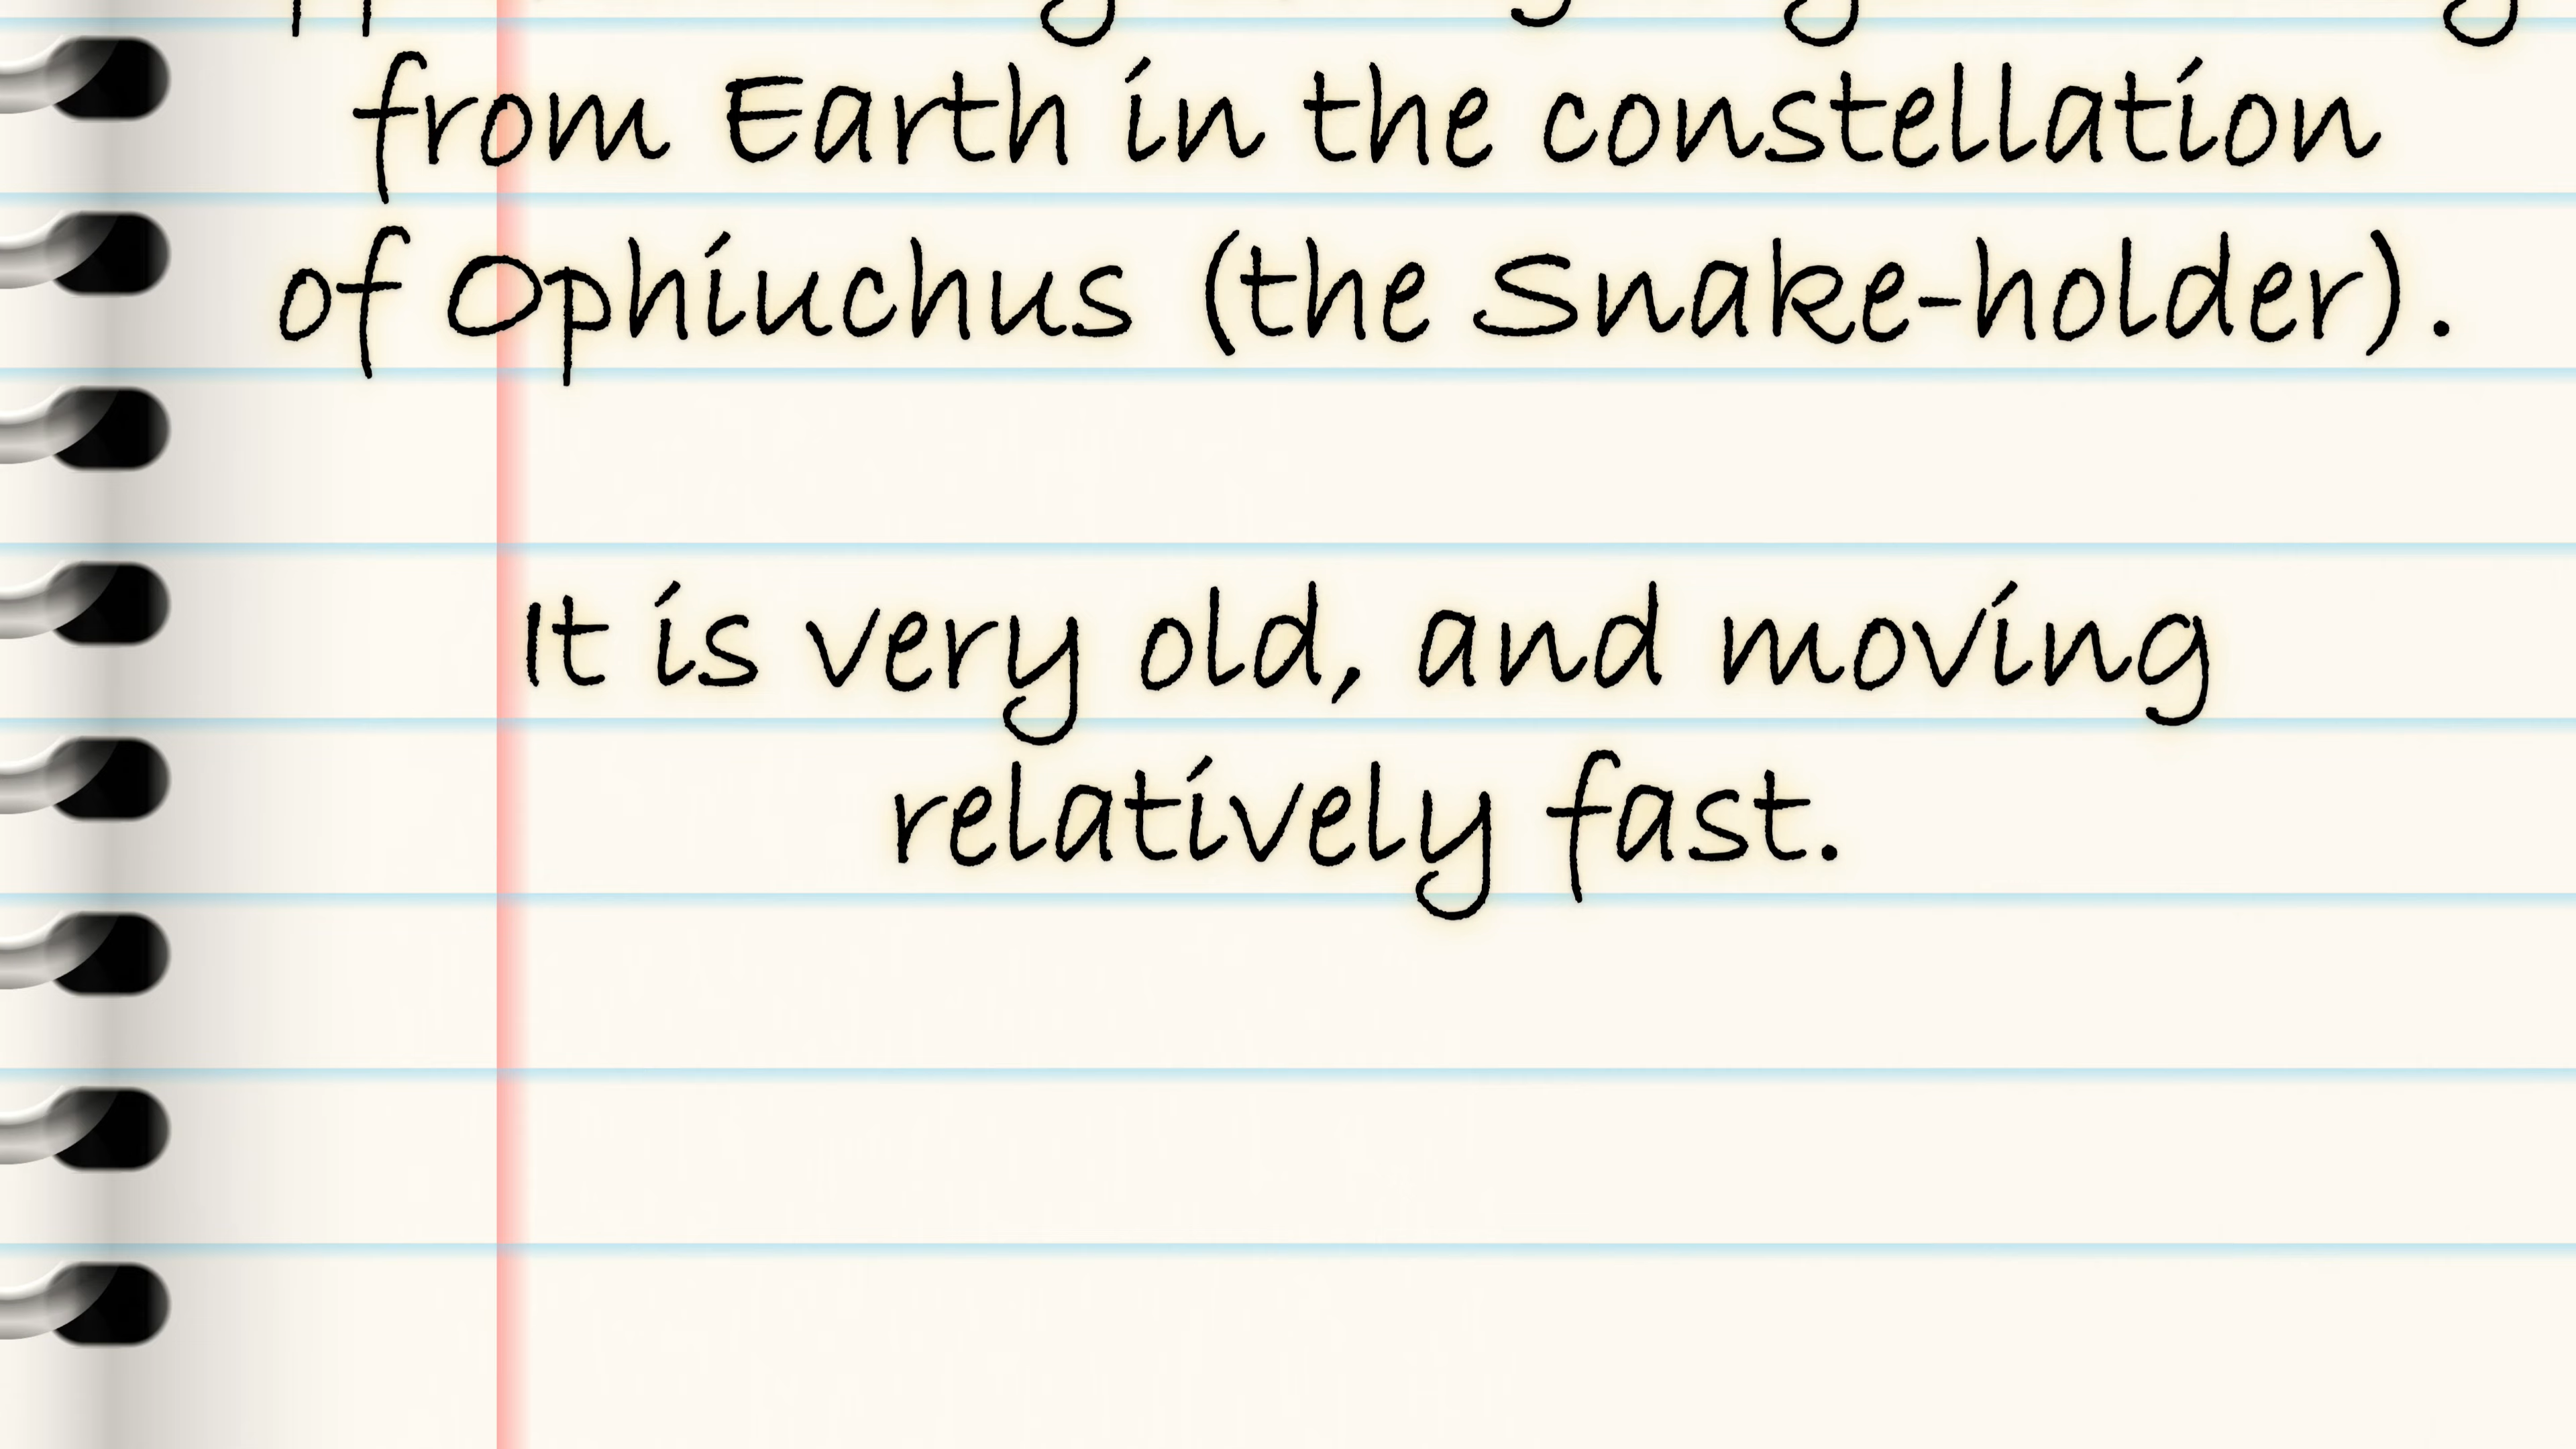 from Earth in the constellation
of Ophiuchus (the Snake-holder).
It is very old, and moving
relatively fast.